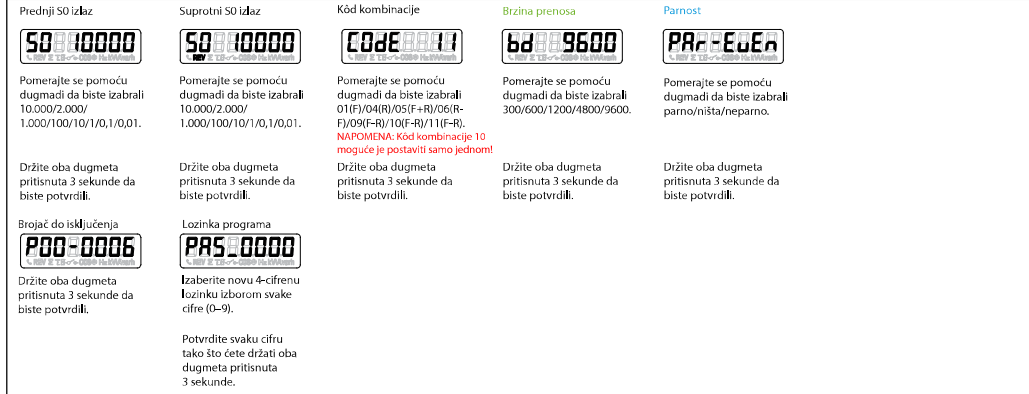 Prednji S0 izlaz
S0 10000
Pomerajte se pomoću
dugmadi da biste izabrali
10.000/2.000/
1.000/100/10/1/0,1/0,01.
Držite oba dugmeta
pritisnuta 3 sekunde da
biste potvrdili.
Suprotni S0 izlaz
S0 10000
REV
Pomerajte se pomoću
dugmadi da biste izabrali
10.000/2.000/
1.000/100/10/1/0,1/0,01.
Držite oba dugmeta
pritisnuta 3 sekunde da
biste potvrdili.
Kôd kombinacije
C0dE 11
Pomerajte se pomoću
dugmadi da biste izabrali
01(F)/04(R)/05(F+R)/06(R-
F)/09(F-R)/10(F-R)/11(F-R).
NAPOMENA: Kôd kombinacije 10
moguće je postaviti samo jednom!
Držite oba dugmeta
pritisnuta 3 sekunde da
biste potvrdili.
Brzina prenosa
bd 9600
Pomerajte se pomoću
dugmadi da biste izabrali
300/600/1200/4800/9600.
Držite oba dugmeta
pritisnuta 3 sekunde da
biste potvrdili.
Parnost
PAr-EvEn
Pomerajte se pomoću
dugmadi da biste izabrali
parno/ništa/neparno.
Držite oba dugmeta
pritisnuta 3 sekunde da
biste potvrdili.
Brojač do isključenja
P00-0006
Držite oba dugmeta
pritisnuta 3 sekunde da
biste potvrdili.
Lozinka programa
PAS_0000
Izaberite novu 4-cifrenu
lozinku izborom svake
cifre (0–9).
Potvrdite svaku cifru
tako što ćete držati oba
dugmeta pritisnuta
3 sekunde.